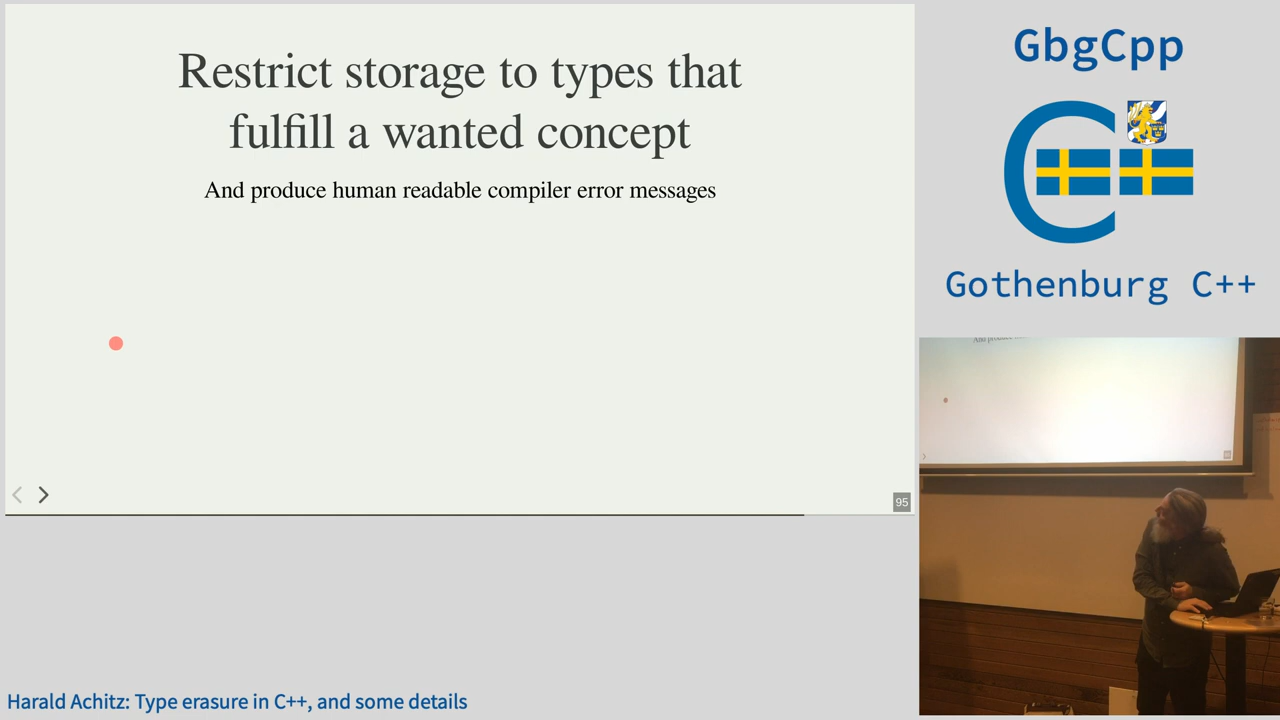 Restrict storage to types that
fulfill a wanted concept
And produce human readable compiler error messages
95
GbgCpp
Gothenburg C++
Harald Achitz: Type erasure in C++, and some details